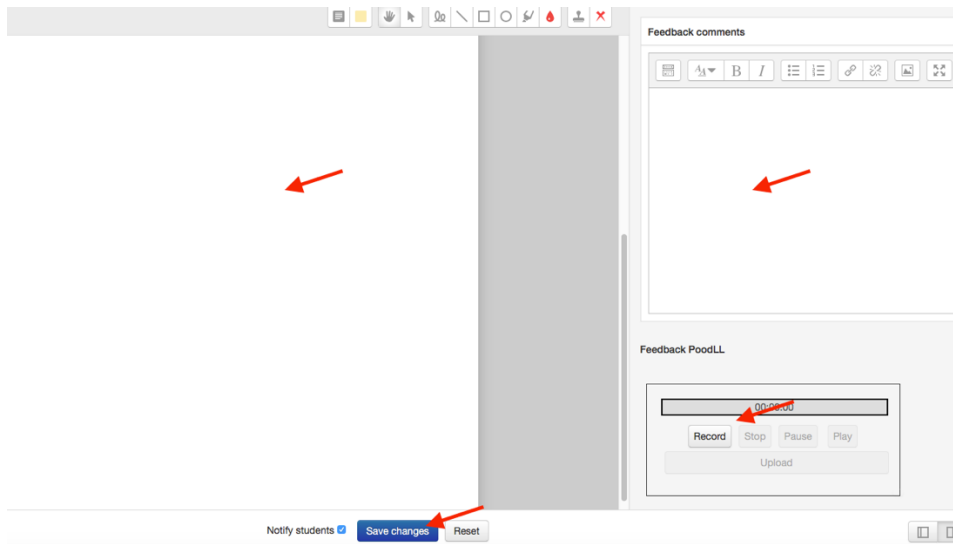 Feedback comments
B I
Feedback PoodLL
00:00:00
Record Stop Pause Play
Upload
Notify students Save changes Reset